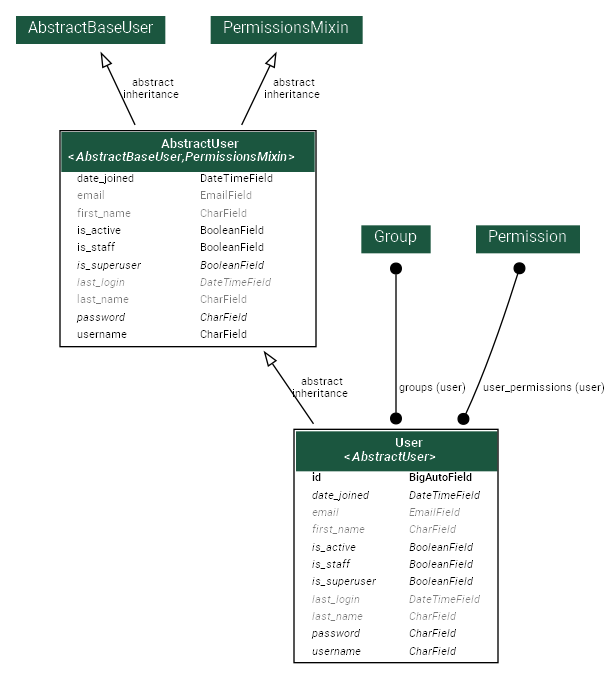 AbstractBaseUser
PermissionsMixin
abstract
inheritance
abstract
inheritance
AbstractUser
<AbstractBaseUser,PermissionsMixin>
date_joined DateTimeField
email EmailField
first_name CharField
is_active BooleanField
is_staff BooleanField
is_superuser BooleanField
last_login DateTimeField
last_name CharField
password CharField
username CharField
Group
Permission
abstract
inheritance
groups (user)
user_permissions (user)
User
<AbstractUser>
id BigAutoField
date_joined DateTimeField
email EmailField
first_name CharField
is_active BooleanField
is_staff BooleanField
is_superuser BooleanField
last_login DateTimeField
last_name CharField
password CharField
username CharField